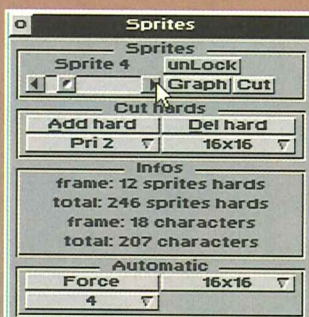 Sprites
Sprites
Sprite 4 unLock
Graph Cut
Cut hards
Add hard Del hard
Pri 2 16x16
Infos
frame: 12 sprites hards
total: 246 sprites hards
frame: 18 characters
total: 207 characters
Automatic
Force 16x16
4